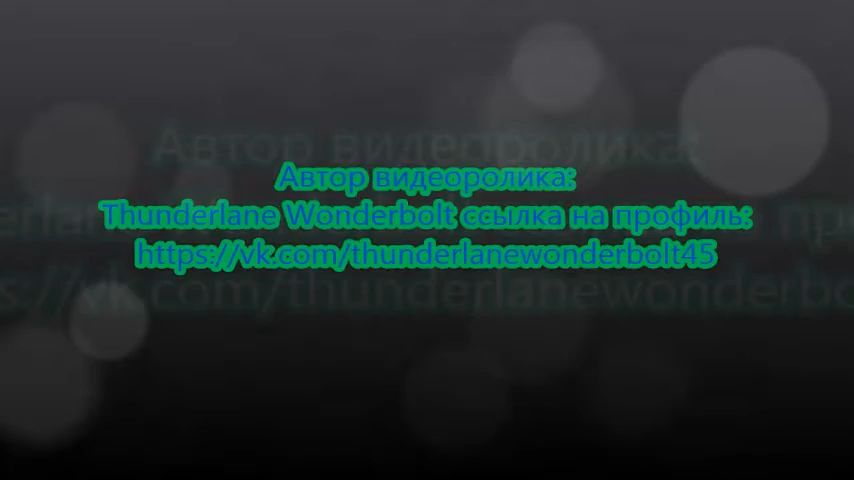 Автор видеоролика:
Thunderlane Wonderbolt ссылка на профиль:
https://vk.com/thunderlanewonderbolt45